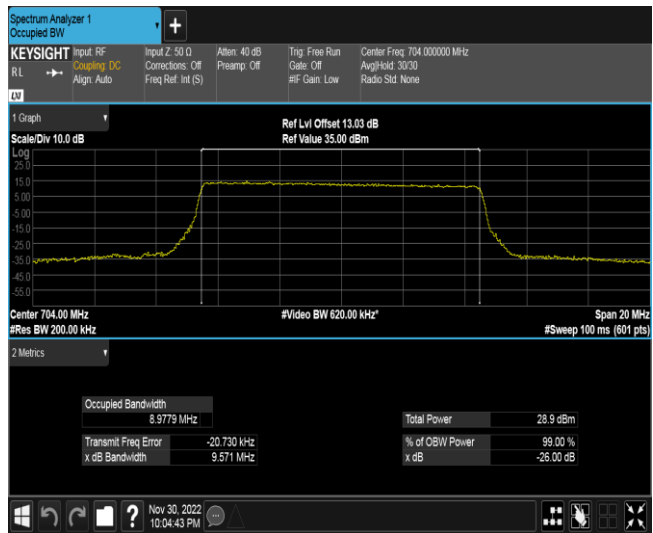 Spectrum Analyzer 1
Occupied BW
+
KEYSIGHT
RL
LXI
Input: RF
Coupling: DC
Align: Auto
Input Z: 50 Ω
Corrections: Off
Freq Ref: Int (S)
Atten: 40 dB
Preamp: Off
Trig: Free Run
Gate: Off
#IF Gain: Low
Center Freq: 704.000000 MHz
Avg|Hold: 30/30
Radio Std: None
1 Graph
Scale/Div 10.0 dB
Ref Lvl Offset 13.03 dB
Ref Value 35.00 dBm
Log
25.0
15.0
5.00
-5.00
-15.0
-25.0
-35.0
-45.0
-55.0
Center 704.00 MHz
#Res BW 200.00 kHz
#Video BW 620.00 kHz*
Span 20 MHz
#Sweep 100 ms (601 pts)
2 Metrics
Occupied Bandwidth
8.9779 MHz
Transmit Freq Error -20.730 kHz
x dB Bandwidth 9.571 MHz
Total Power 28.9 dBm
% of OBW Power 99.00 %
x dB -26.00 dB
?
Nov 30, 2022
10:04:43 PM